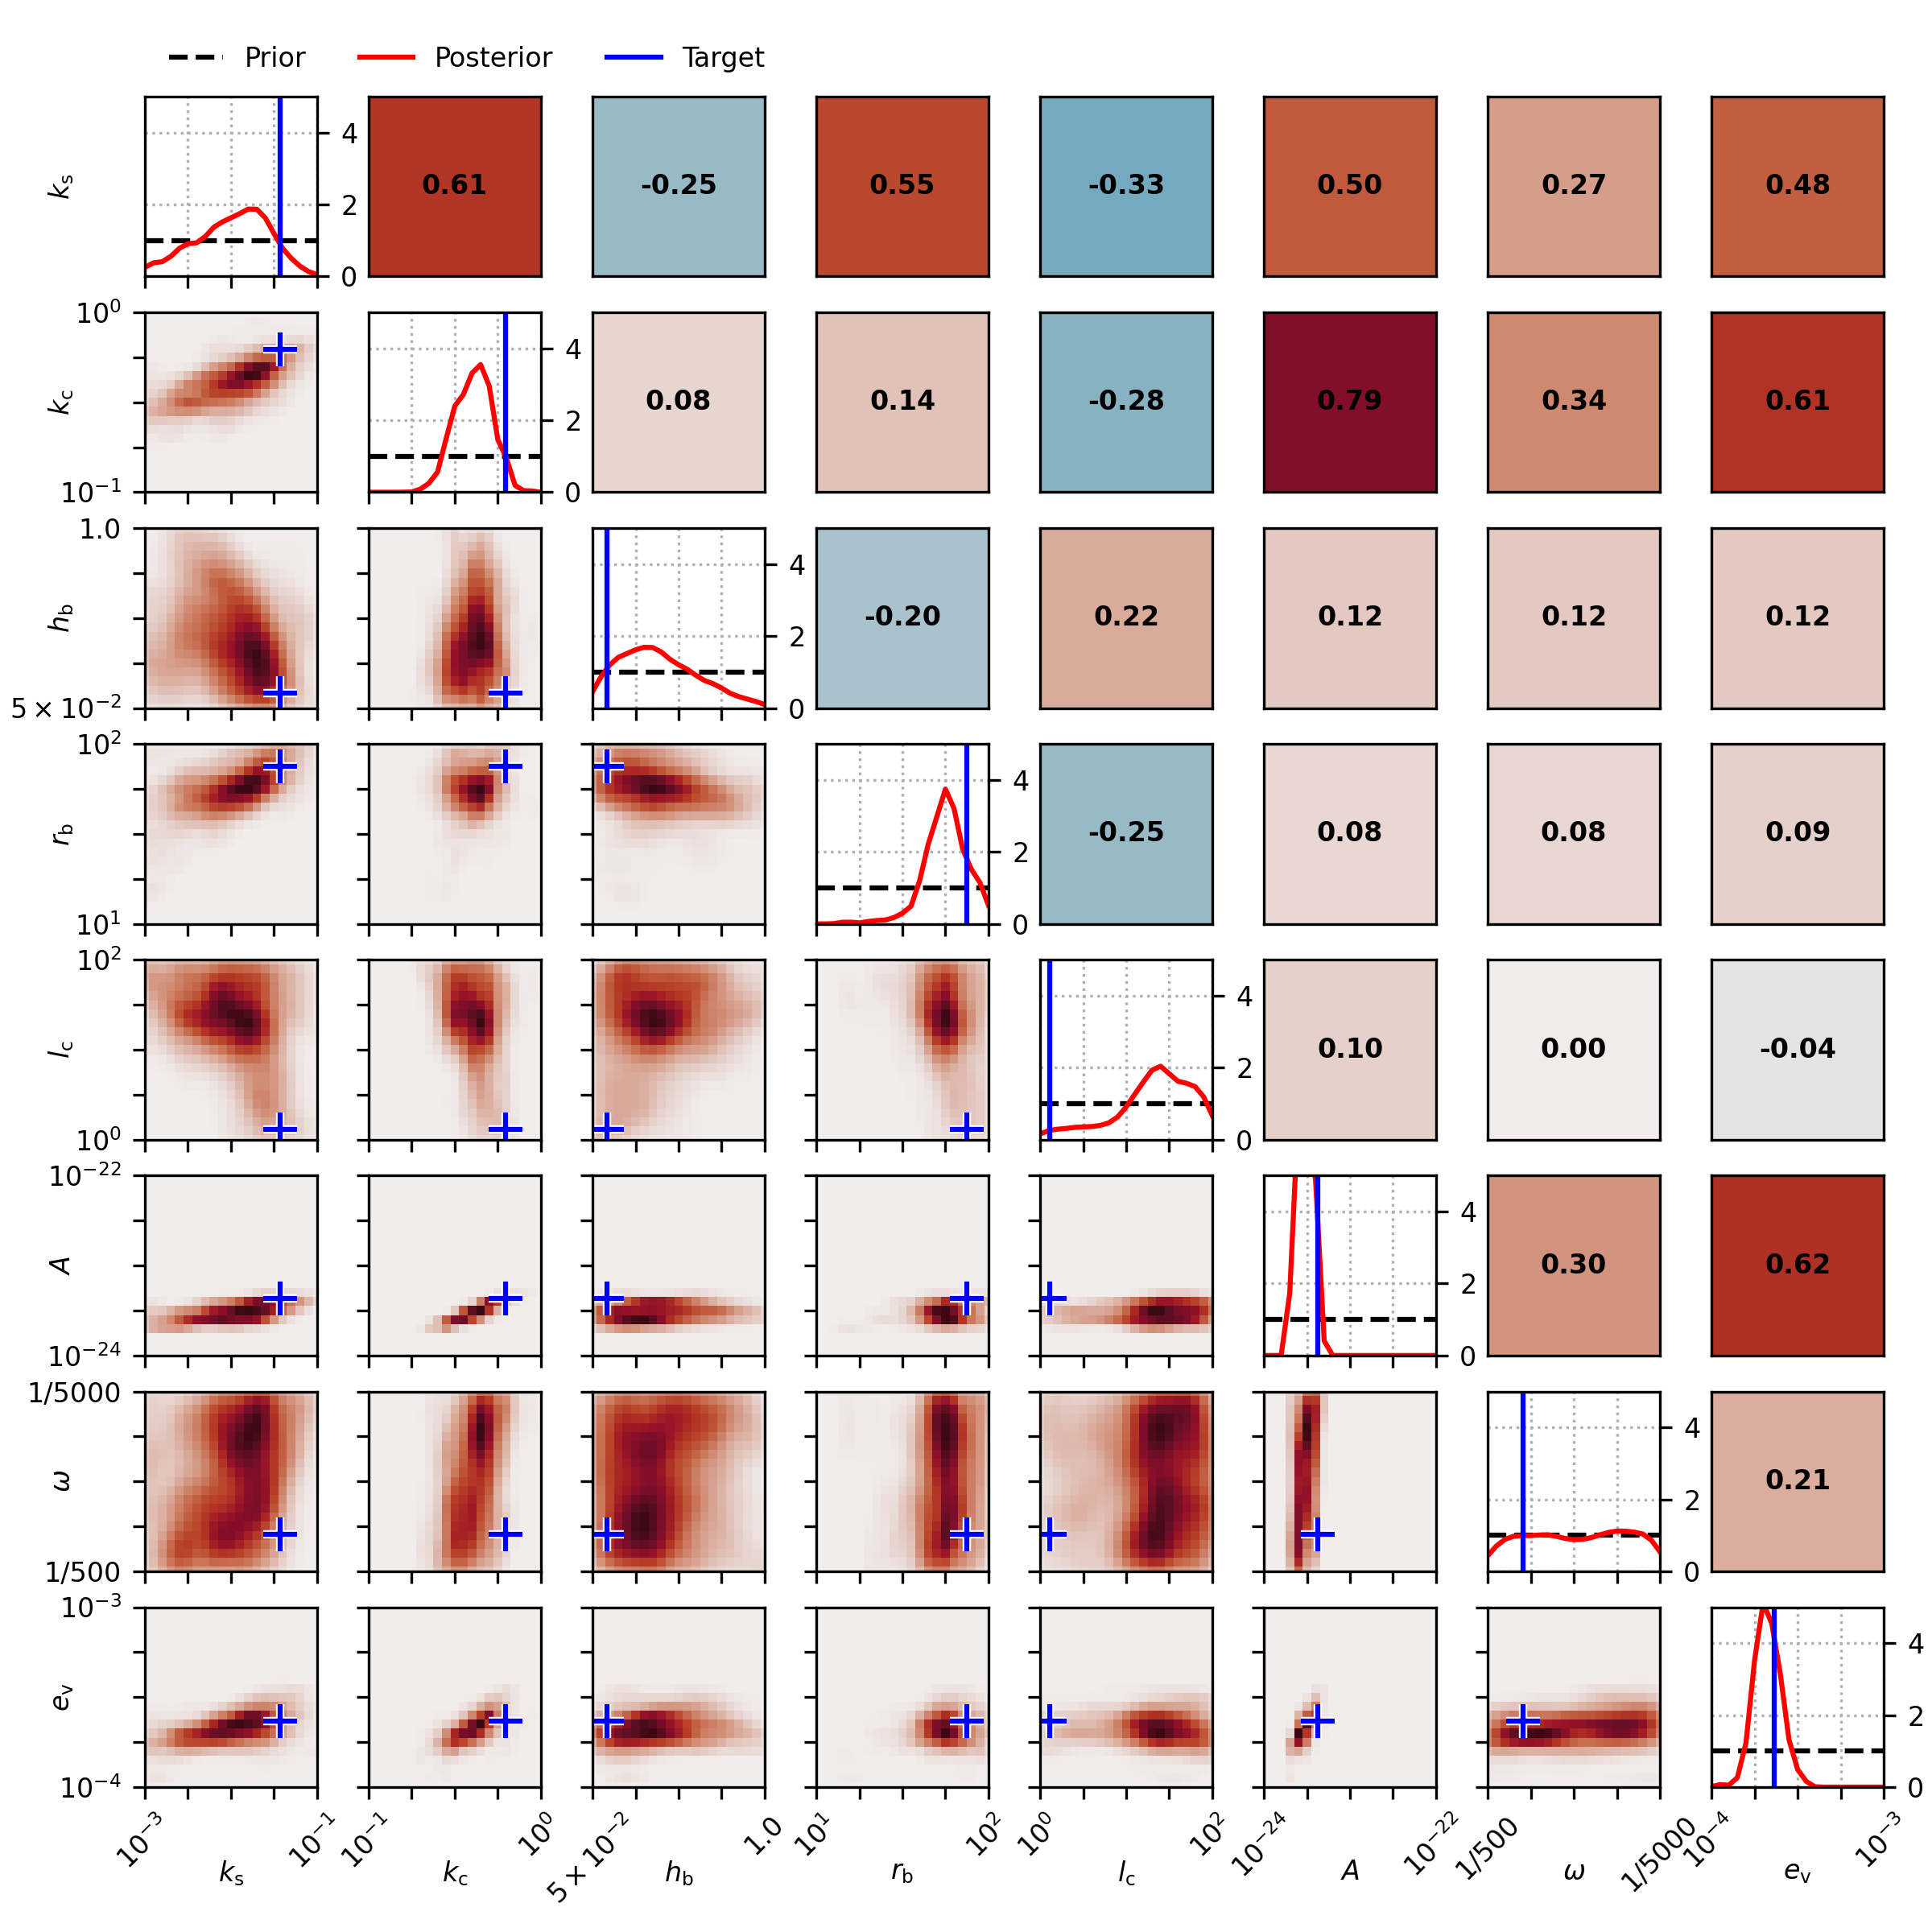 Prior Posterior Target
k_s 4 2 0 0.61 -0.25 0.55 -0.33 0.50 0.27 0.48
10^0 k_c 10^-1 4 2 0 0.08 0.14 -0.28 0.79 0.34 0.61
1.0 h_b 5 × 10^-2 4 2 0 -0.20 0.22 0.12 0.12 0.12
10^2 r_b 10^1 4 2 0 -0.25 0.08 0.08 0.09
10^2 l_c 10^0 4 2 0 0.10 0.00 -0.04
10^-22 A 10^-24 4 2 0 0.30 0.62
1/5000 ω 1/500 4 2 0 0.21
10^-3 e_v 10^-4 4 2 0
10^-3 10^-1 10^-1 10^0 5 × 10^-2 1.0 10^1 10^2 10^0 10^2 10^-24 10^-22 1/500 1/5000 10^-4 10^-3
k_s k_c h_b r_b l_c A ω e_v